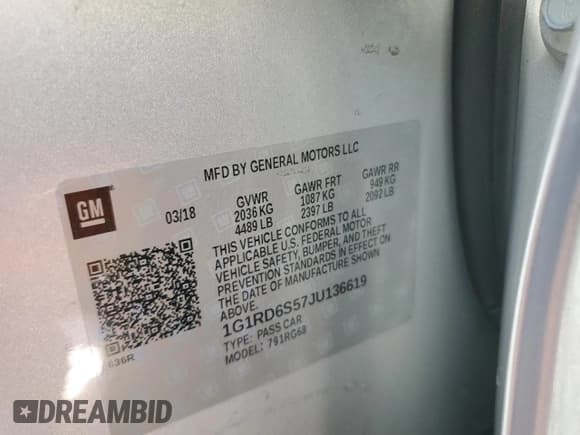 MFD BY GENERAL MOTORS LLC
GM
03/18
GVWR GAWR FRT GAWR RR
2036 KG 1087 KG 949 KG
4489 LB 2397 LB 2092 LB
THIS VEHICLE CONFORMS TO ALL
APPLICABLE U.S. FEDERAL MOTOR
VEHICLE SAFETY, BUMPER, AND THEFT
PREVENTION STANDARDS IN EFFECT ON
THE DATE OF MANUFACTURE SHOWN
ABOVE.
1G1RD6S57JU136619
TYPE: PASS CAR
MODEL: 791RG68
636R
DREAMBID